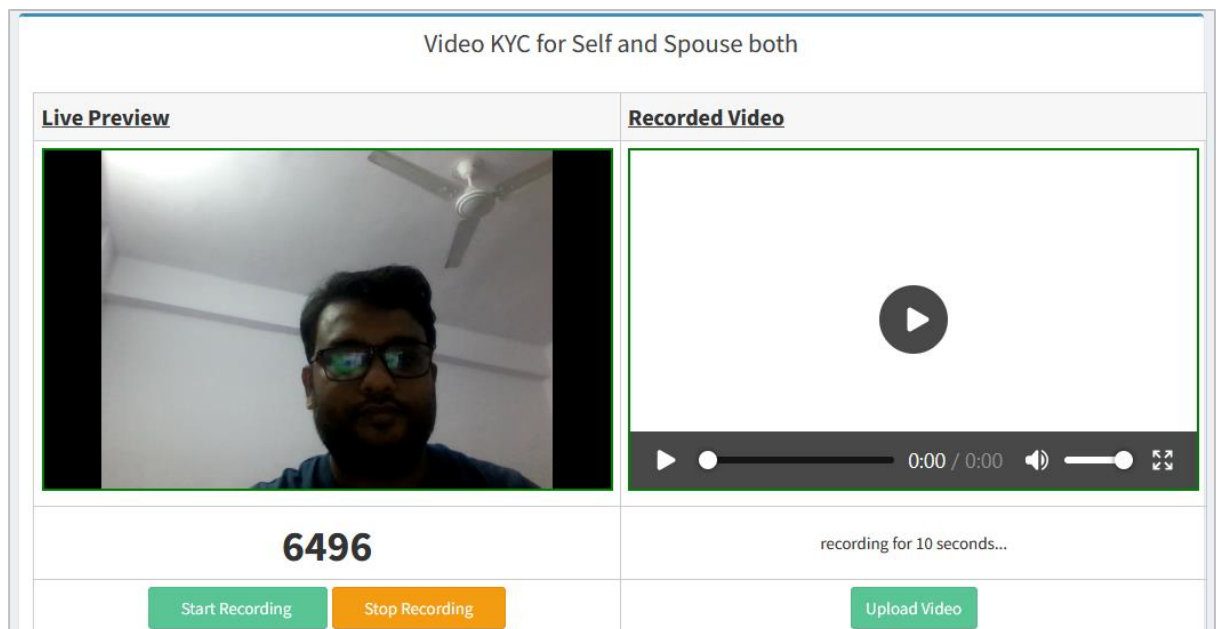 Video KYC for Self and Spouse both
Live Preview
Recorded Video
0:00 / 0:00
6496
recording for 10 seconds...
Start Recording
Stop Recording
Upload Video